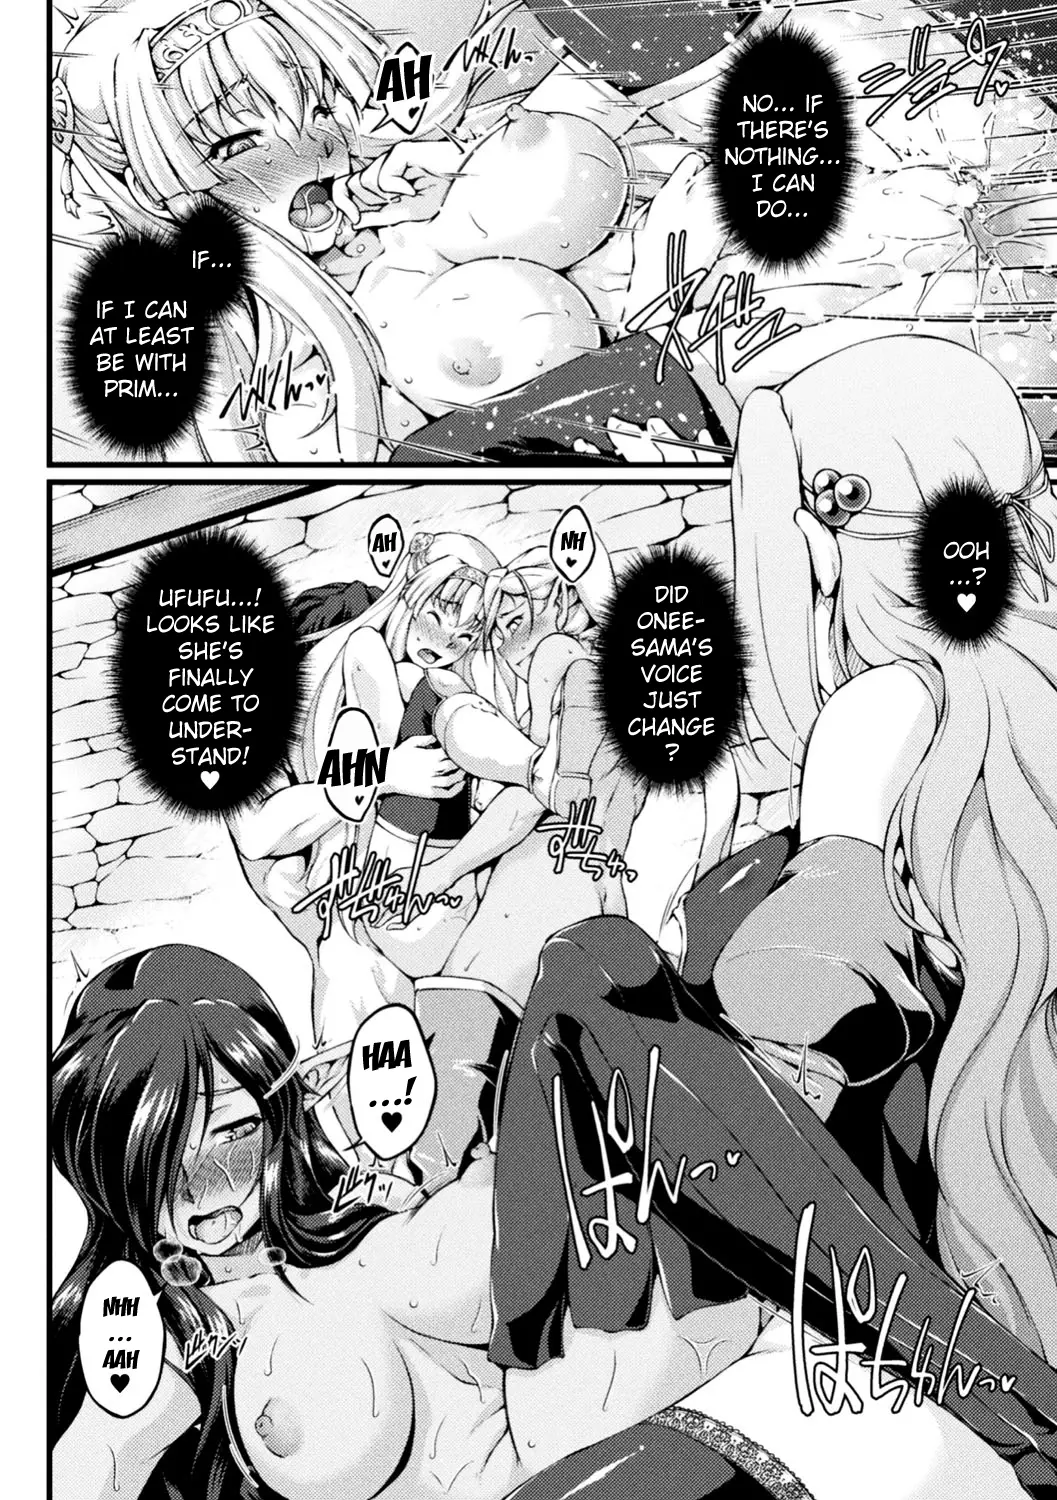 NO... IF
THERE'S
NOTHING...
I CAN
DO...
AH
♥
IF...
IF I CAN
AT LEAST
BE WITH
PRIM...
OOH
...?
♥
DID
ONEE-
SAMA'S
VOICE
JUST
CHANGE
?
NH
♥
AH
♥
UFUFU...!
LOOKS LIKE
SHE'S
FINALLY
COME TO
UNDER-
STAND!
♥
AHN
♥
HAA
...!
♥
NHH
...
AAH
♥
ぱんっ♥
ぱちゅんっ♥